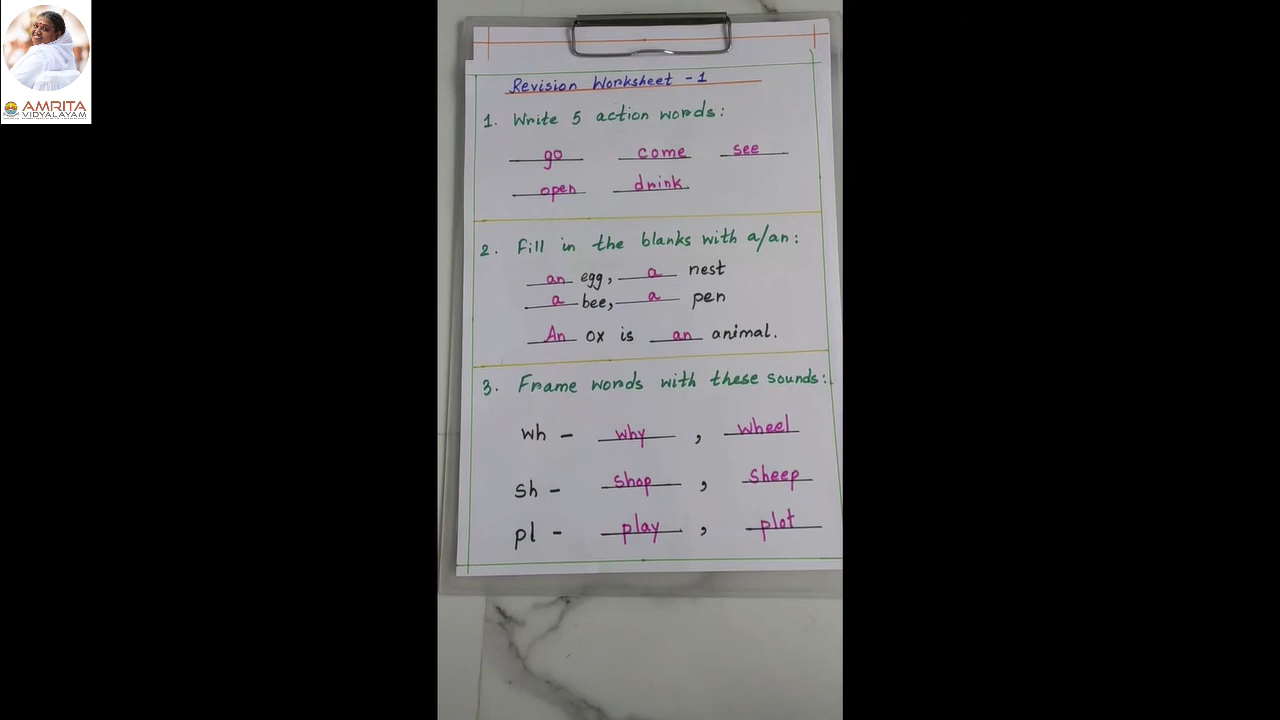 AMRITA
VIDYALAYAM
Revision Worksheet - 1
1. Write 5 action words:
go come see
open drink
2. Fill in the blanks with a/an:
an egg, a nest
a bee, a pen
An ox is an animal.
3. Frame words with these sounds:
wh - why , wheel
sh - shop , sheep
pl - play , plot